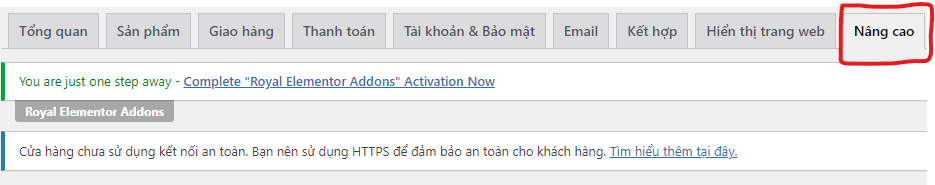 Tổng quan Sản phẩm Giao hàng Thanh toán Tài khoản & Bảo mật Email Kết hợp Hiển thị trang web Nâng cao
You are just one step away - Complete "Royal Elementor Addons" Activation Now
Royal Elementor Addons
Cửa hàng chưa sử dụng kết nối an toàn. Bạn nên sử dụng HTTPS để đảm bảo an toàn cho khách hàng. Tìm hiểu thêm tại đây.